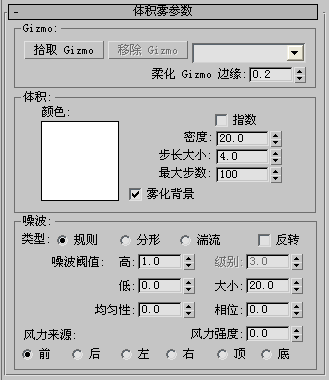 - 体积雾参数
Gizmo:
拾取 Gizmo 移除 Gizmo
柔化 Gizmo 边缘: 0.2
体积:
颜色:
指数
密度: 20.0
步长大小: 4.0
最大步数: 100
雾化背景
噪波:
类型: 规则 分形 湍流 反转
噪波阈值: 高: 1.0 级别: 3.0
低: 0.0 大小: 20.0
均匀性: 0.0 相位: 0.0
风力来源: 风力强度: 0.0
前 后 左 右 顶 底